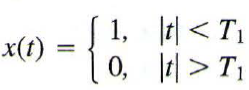 x(t) = { 1, |t| < T₁
0, |t| > T₁